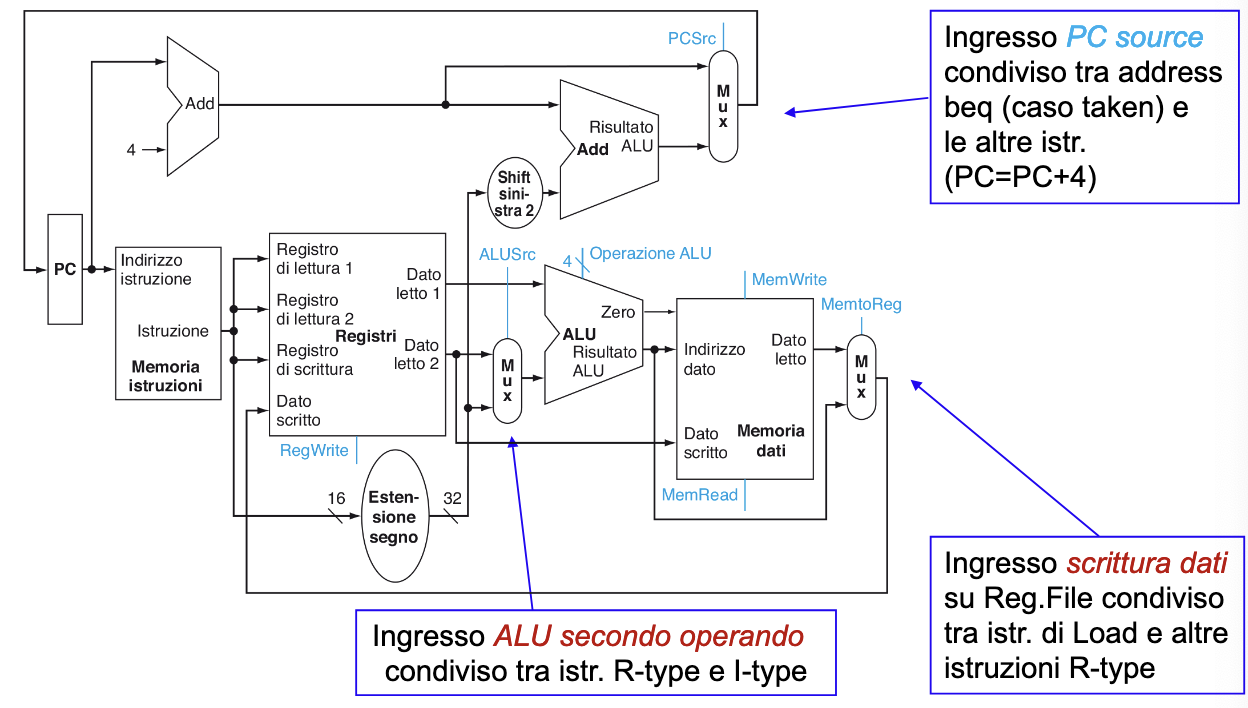 PCSrc
Mux
Add
4
Risultato
ALU
Add
Shift
sini-
stra 2
Ingresso PC source
condiviso tra address
beq (caso taken) e
le altre istr.
(PC=PC+4)
PC
Indirizzo
istruzione
Istruzione
Memoria
istruzioni
Registro
di lettura 1
Registro
di lettura 2
Registri
Registro
di scrittura
Dato
scritto
Dato
letto 1
Dato
letto 2
RegWrite
ALUSrc
Mux
4
Operazione ALU
Zero
ALU
Risultato
ALU
MemWrite
MemtoReg
Indirizzo
dato
Dato
letto
Dato
scritto
Memoria
dati
MemRead
Mux
16
Esten-
sione
segno
32
Ingresso ALU secondo operando
condiviso tra istr. R-type e I-type
Ingresso scrittura dati
su Reg.File condiviso
tra istr. di Load e altre
istruzioni R-type